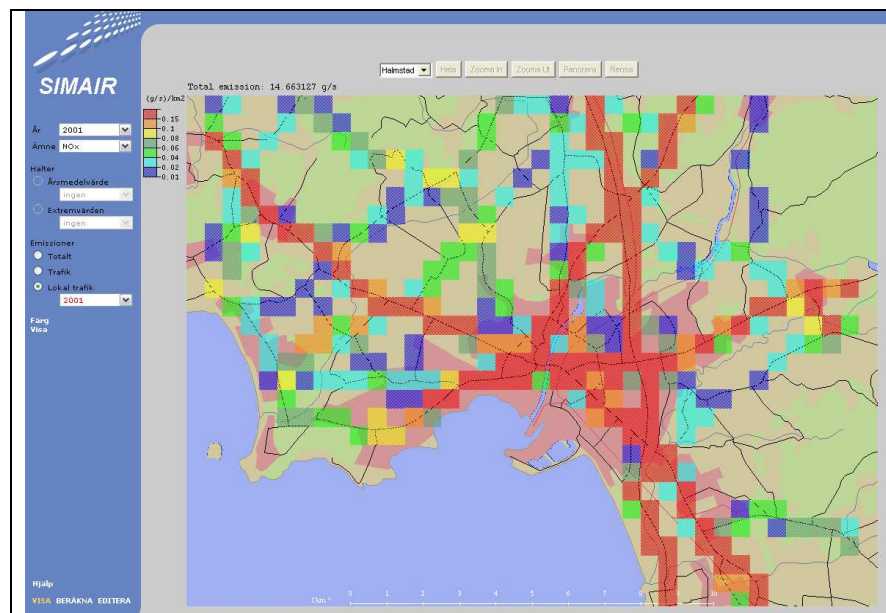 SIMAIR
År 2001
Ämne NOx
Halter
Årsmedelvärde
ingen
Extremvärden
ingen
Emissioner
Totalt
Trafik
Lokal trafik
2001
Färg
Visa
Hjälp
VISA BERÄKNA EDITERA
Halmstad Hela Zooma In Zooma Ut Panorera Rensa
Total emission: 14.663127 g/s
(g/s)/km2
0.15
0.1
0.08
0.06
0.04
0.02
0.01
1km * 0 1 2 3 4 5 6 7 8 9 10